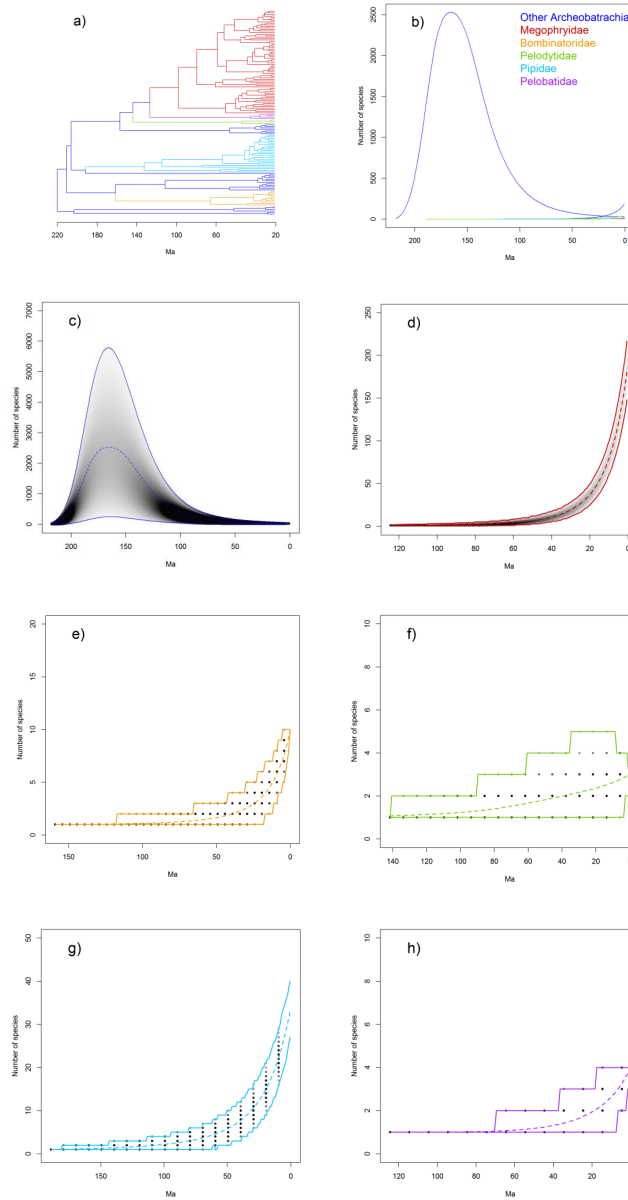 a)
220 180 140 100 60 20
Ma
b)
Other Archeobatrachia
Megophryidae
Bombinatoridae
Pelodytidae
Pipidae
Pelobatidae
Number of species
0 500 1000 1500 2000 2500
200 150 100 50 0
Ma
c)
Number of species
0 1000 2000 3000 4000 5000 6000 7000
200 150 100 50 0
Ma
d)
Number of species
0 50 100 150 200 250
120 100 80 60 40 20 0
Ma
e)
Number of species
0 5 10 15 20
150 100 50 0
Ma
f)
Number of species
0 2 4 6 8 10
140 120 100 80 60 40 20 0
Ma
g)
Number of species
0 10 20 30 40 50
150 100 50 0
Ma
h)
Number of species
0 2 4 6 8 10
120 100 80 60 40 20 0
Ma